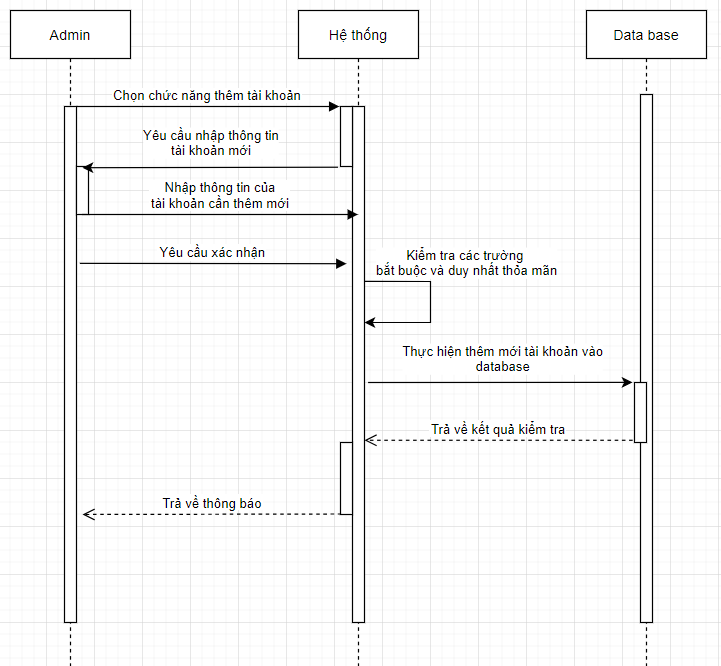 Admin
Hệ thống
Data base
Chọn chức năng thêm tài khoản
Yêu cầu nhập thông tin
tài khoản mới
Nhập thông tin của
tài khoản cần thêm mới
Yêu cầu xác nhận
Kiểm tra các trường
bắt buộc và duy nhất thỏa mãn
Thực hiện thêm mới tài khoản vào
database
Trả về kết quả kiểm tra
Trả về thông báo